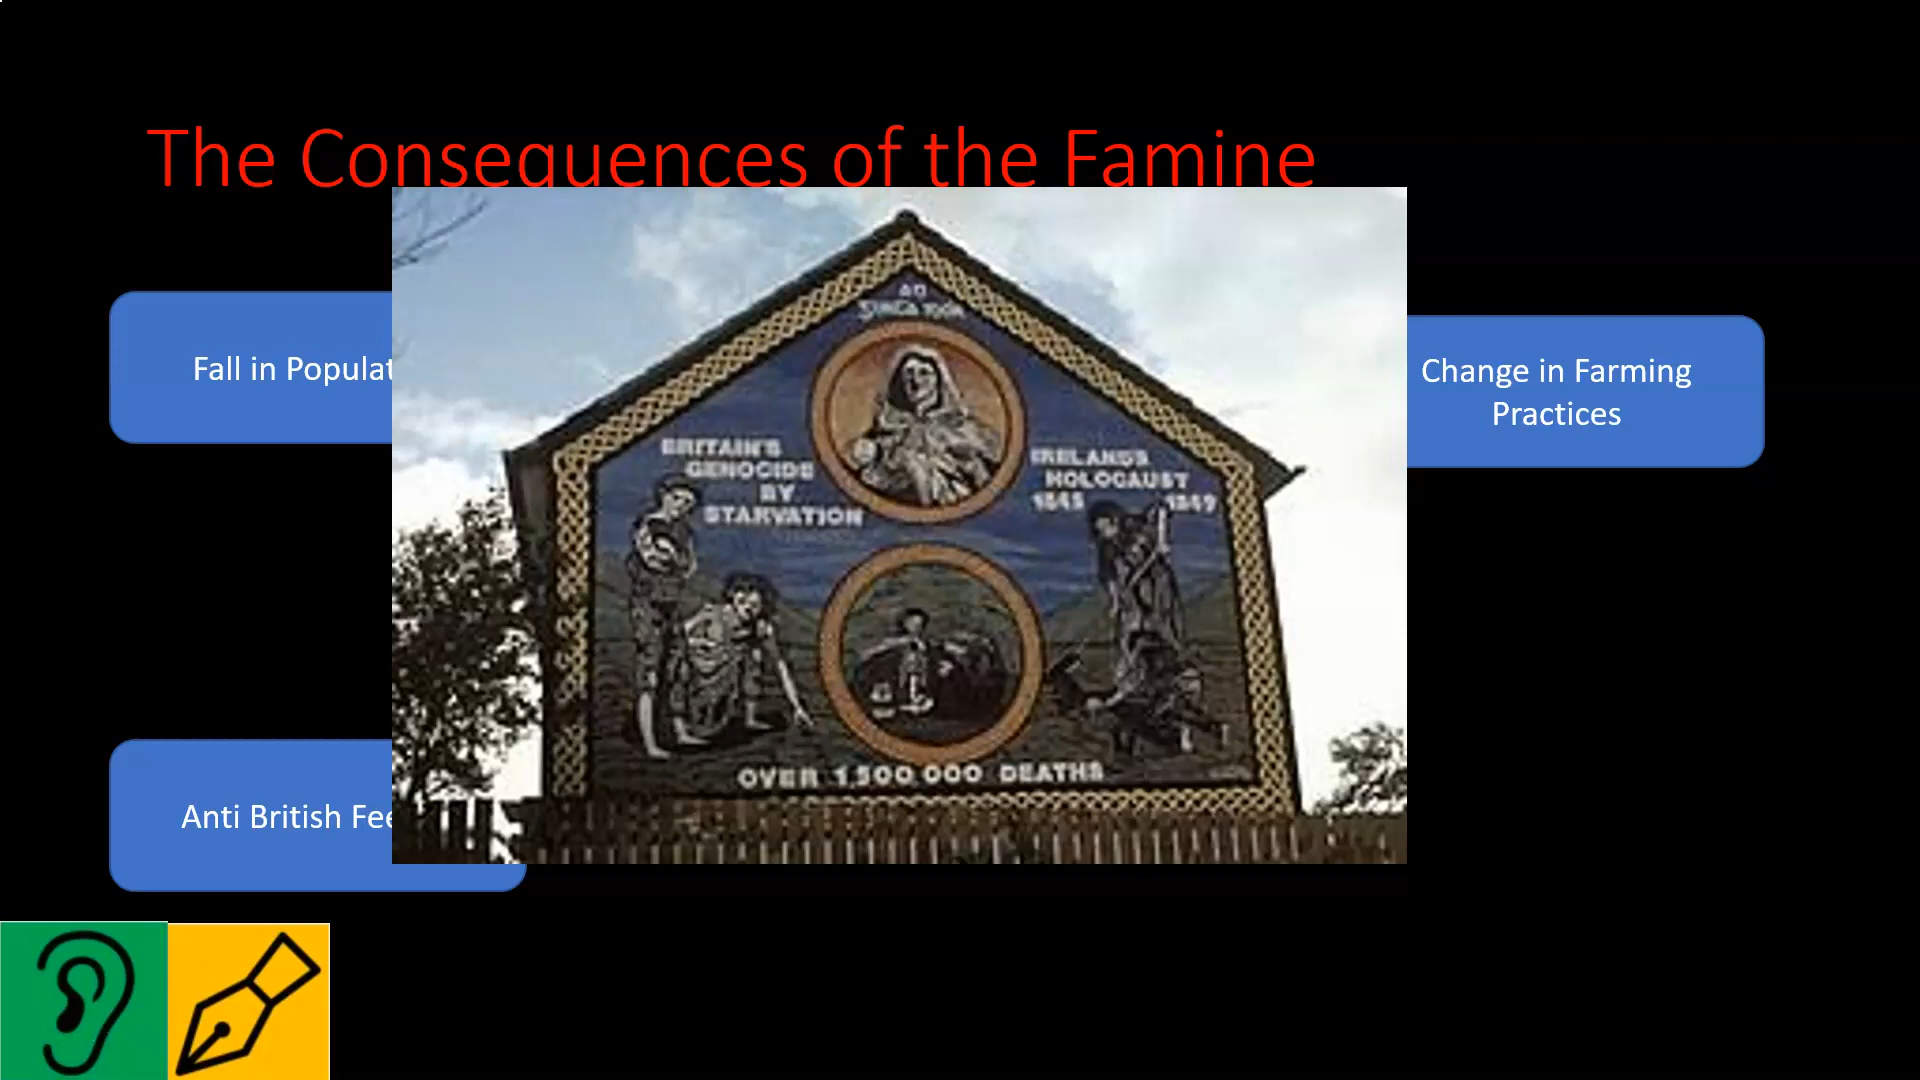 The Consequences of the Famine
Fall in Populat
Change in Farming
Practices
Anti British Fee
AN
BRITAIN'S
GENOCIDE
BY
STARVATION
IRELAND'S
HOLOCAUST
1845 1849
OVER 1,500,000 DEATHS